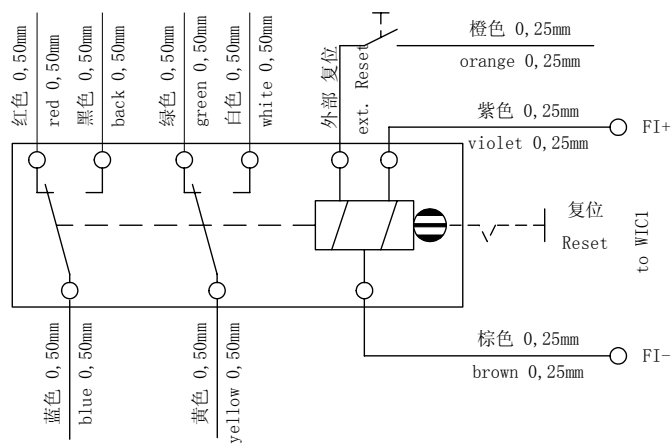 红色 0,50mm
red 0,50mm
黑色 0,50mm
back 0,50mm
绿色 0,50mm
green 0,50mm
白色 0,50mm
white 0,50mm
外部 复位
ext. Reset
橙色 0,25mm
orange 0,25mm
紫色 0,25mm
violet 0,25mm
FI+
复位
Reset
to WIC1
蓝色 0,50mm
blue 0,50mm
黄色 0,50mm
yellow 0,50mm
棕色 0,25mm
brown 0,25mm
FI-